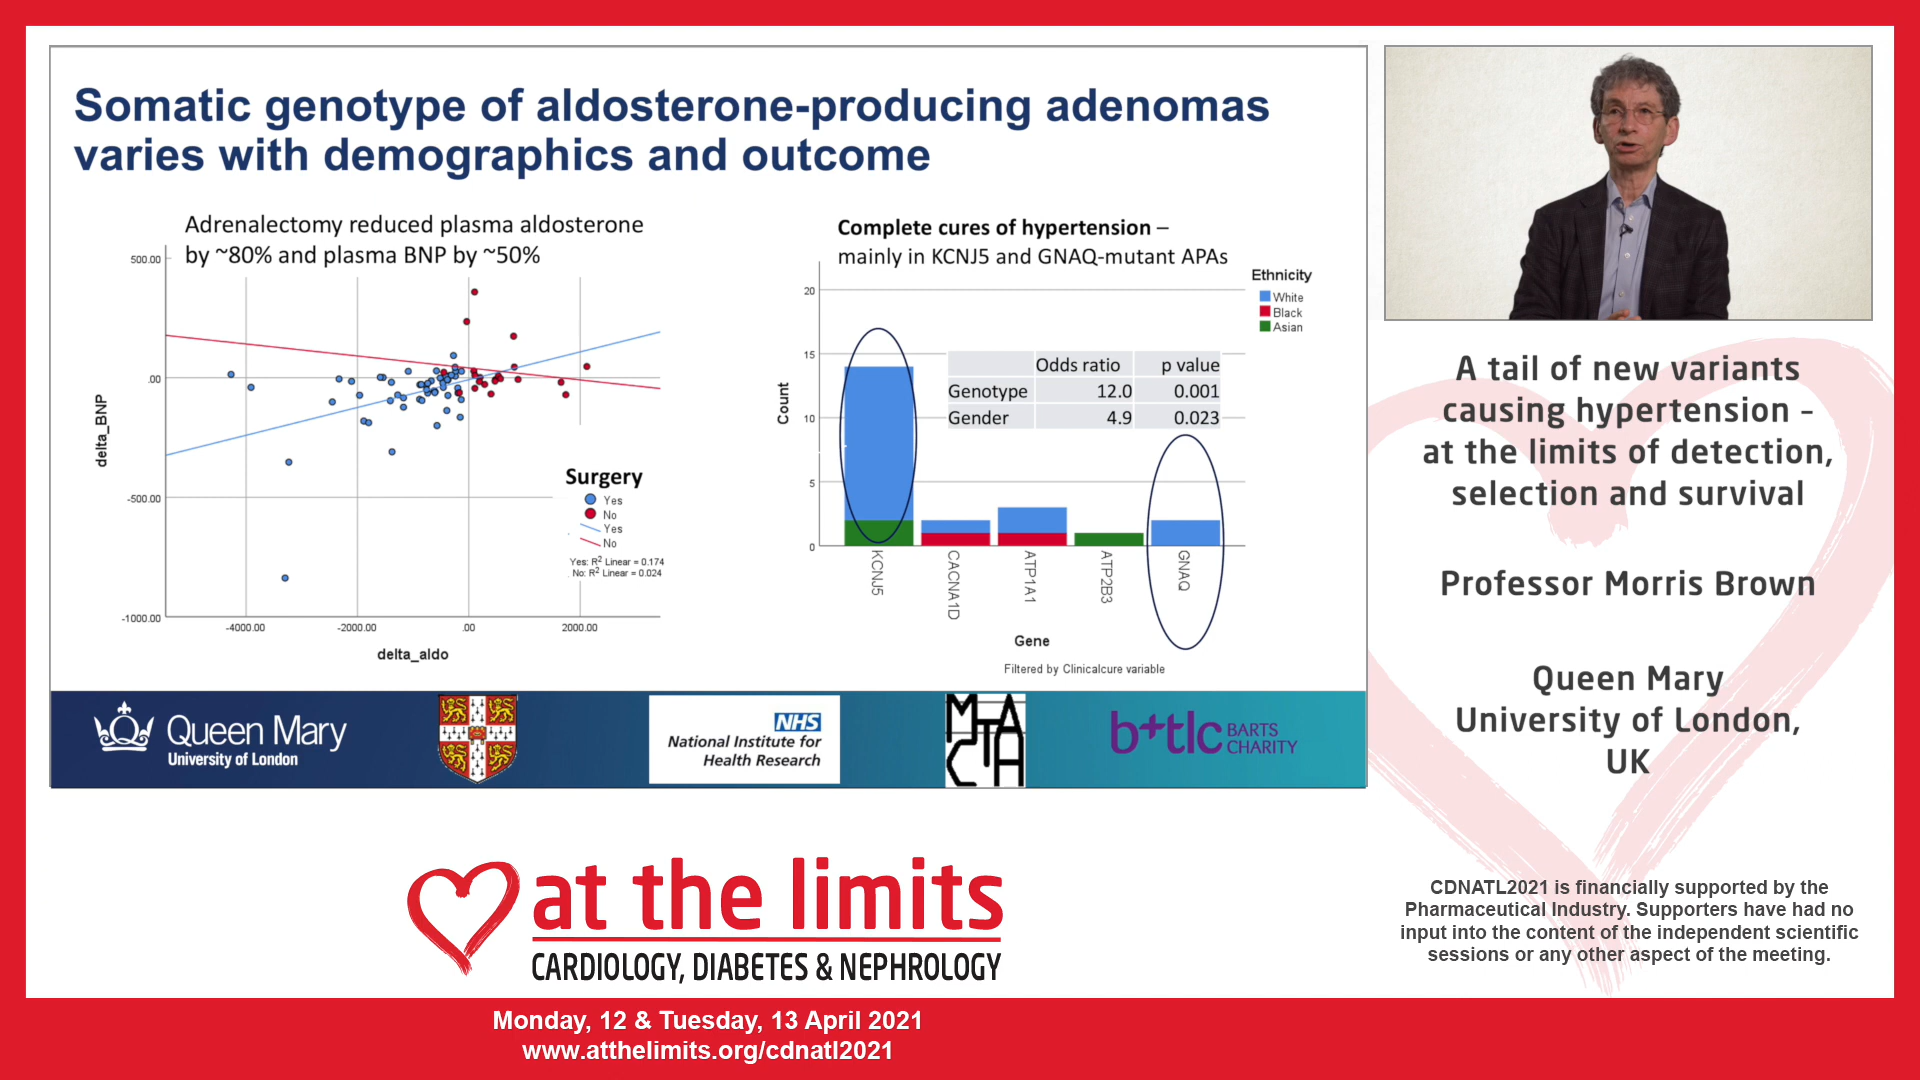 Somatic genotype of aldosterone-producing adenomas
varies with demographics and outcome
Adrenalectomy reduced plasma aldosterone
by ~80% and plasma BNP by ~50%
500.00
.00
-500.00
-1000.00
delta_BNP
-4000.00
-2000.00
.00
2000.00
delta_aldo
Surgery
Yes
No
Yes
No
Yes: R2 Linear = 0.174
No: R2 Linear = 0.024
Complete cures of hypertension –
mainly in KCNJ5 and GNAQ-mutant APAs
Ethnicity
White
Black
Asian
20
15
10
5
0
Count
Odds ratio p value
Genotype 12.0 0.001
Gender 4.9 0.023
KCNJ5
CACNA1D
ATP1A1
ATP2B3
GNAQ
Gene
Filtered by Clinicalcure variable
Queen Mary
University of London
NHS
National Institute for
Health Research
MTA
CTA
b+tlc BARTS
CHARITY
A tail of new variants
causing hypertension –
at the limits of detection,
selection and survival
Professor Morris Brown
Queen Mary
University of London,
UK
at the limits
CARDIOLOGY, DIABETES & NEPHROLOGY
CDNATL2021 is financially supported by the
Pharmaceutical Industry. Supporters have had no
input into the content of the independent scientific
sessions or any other aspect of the meeting.
Monday, 12 & Tuesday, 13 April 2021
www.atthelimits.org/cdnatl2021